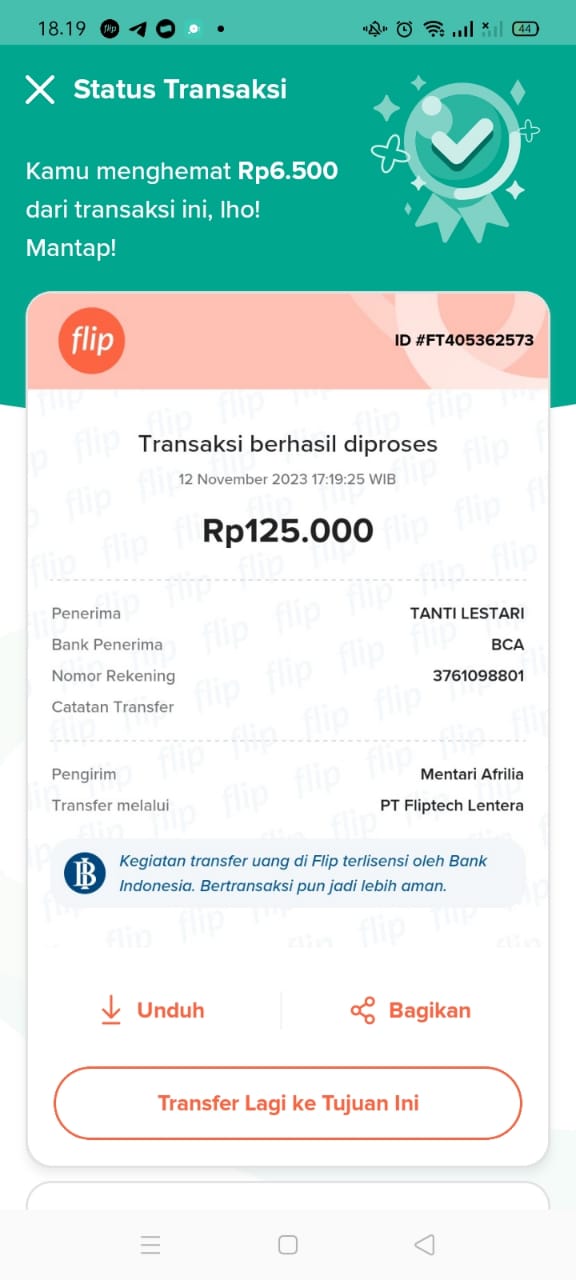 18.19
44
Status Transaksi
Kamu menghemat Rp6.500
dari transaksi ini, lho!
Mantap!
flip
ID #FT405362573
Transaksi berhasil diproses
12 November 2023 17:19:25 WIB
Rp125.000
Penerima TANTI LESTARI
Bank Penerima BCA
Nomor Rekening 3761098801
Catatan Transfer
Pengirim Mentari Afrilia
Transfer melalui PT Fliptech Lentera
Kegiatan transfer uang di Flip terlisensi oleh Bank
Indonesia. Bertransaksi pun jadi lebih aman.
Unduh
Bagikan
Transfer Lagi ke Tujuan Ini